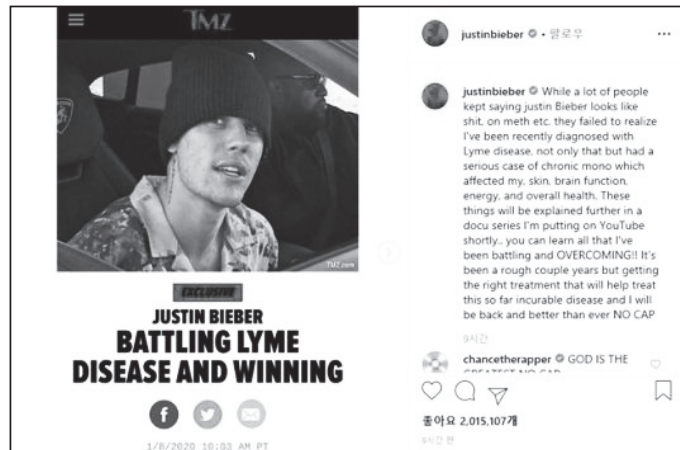 TMZ
TMZ.com
EXCLUSIVE
JUSTIN BIEBER
BATTLING LYME
DISEASE AND WINNING
1/8/2020 10:03 AM PT
justinbieber • 팔로우
justinbieber While a lot of people
kept saying justin Bieber looks like
shit, on meth etc. they failed to realize
I've been recently diagnosed with
Lyme disease, not only that but had a
serious case of chronic mono which
affected my, skin, brain function,
energy, and overall health. These
things will be explained further in a
docu series I'm putting on YouTube
shortly.. you can learn all that I've
been battling and OVERCOMING!! It's
been a rough couple years but getting
the right treatment that will help treat
this so far incurable disease and I will
be back and better than ever NO CAP
9시간
chancetherapper GOD IS THE
GREATEST NO CAP
좋아요 2,015,107개
9시간 전